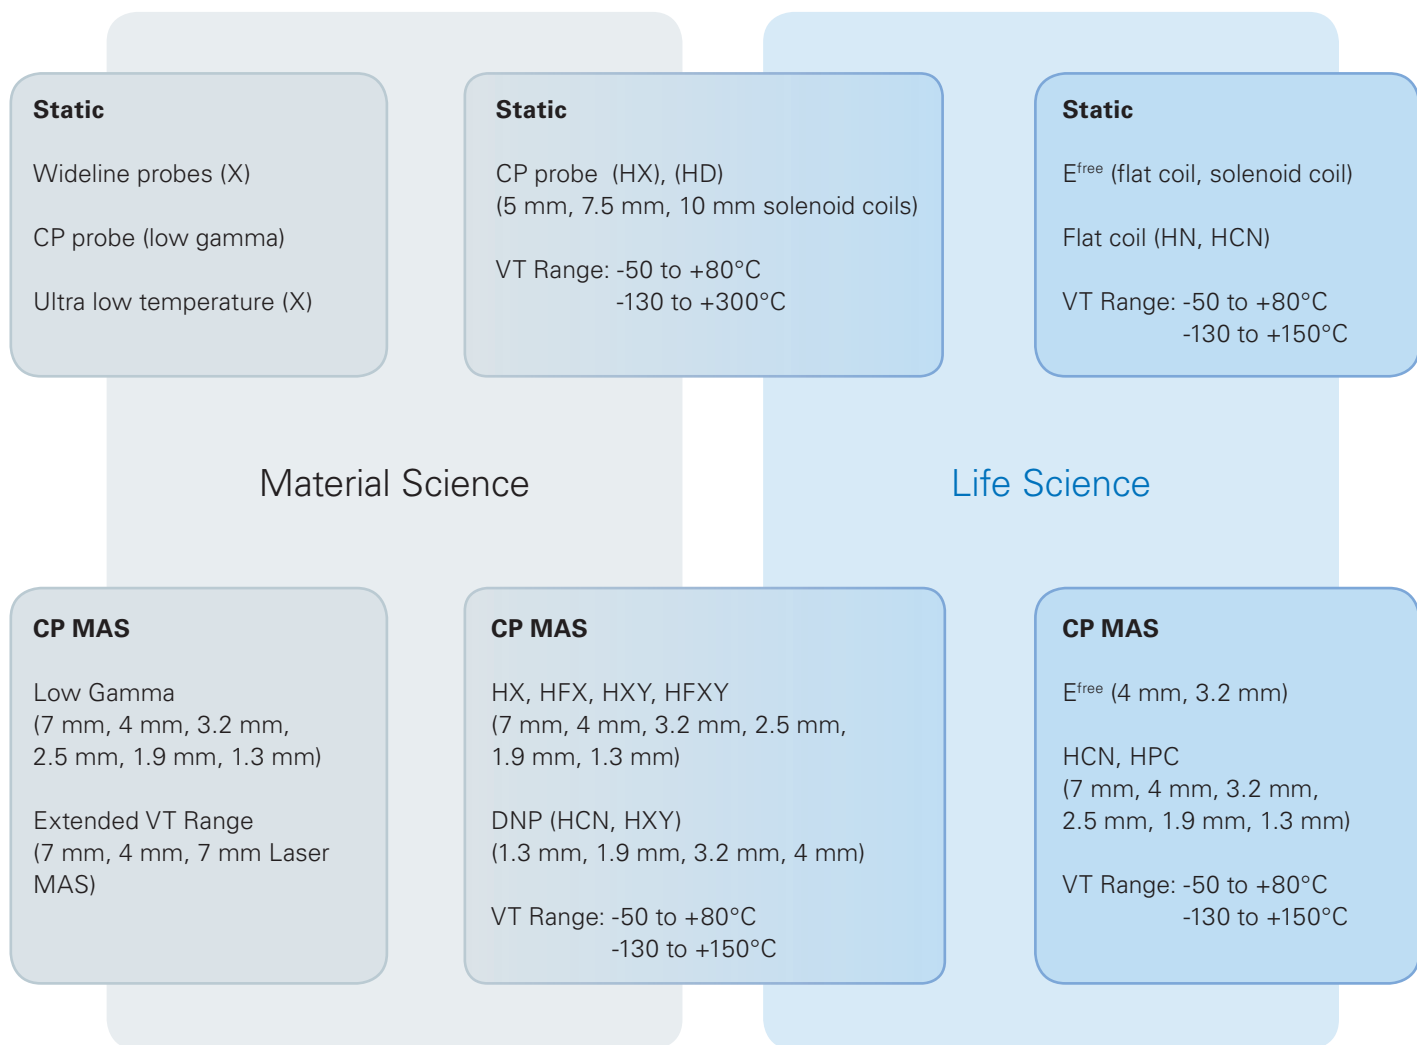 Static
Wideline probes (X)
CP probe (low gamma)
Ultra low temperature (X)
Static
CP probe  (HX), (HD)
(5 mm, 7.5 mm, 10 mm solenoid coils)
VT Range: -50 to +80°C
-130 to +300°C
Static
Efree (flat coil, solenoid coil)
Flat coil (HN, HCN)
VT Range: -50 to +80°C
-130 to +150°C
Material Science
Life Science
CP MAS
Low Gamma
(7 mm, 4 mm, 3.2 mm,
2.5 mm, 1.9 mm, 1.3 mm)
Extended VT Range
(7 mm, 4 mm, 7 mm Laser
MAS)
CP MAS
HX, HFX, HXY, HFXY
(7 mm, 4 mm, 3.2 mm, 2.5 mm,
1.9 mm, 1.3 mm)
DNP (HCN, HXY)
(1.3 mm, 1.9 mm, 3.2 mm, 4 mm)
VT Range: -50 to +80°C
-130 to +150°C
CP MAS
Efree (4 mm, 3.2 mm)
HCN, HPC
(7 mm, 4 mm, 3.2 mm,
2.5 mm, 1.9 mm, 1.3 mm)
VT Range: -50 to +80°C
-130 to +150°C